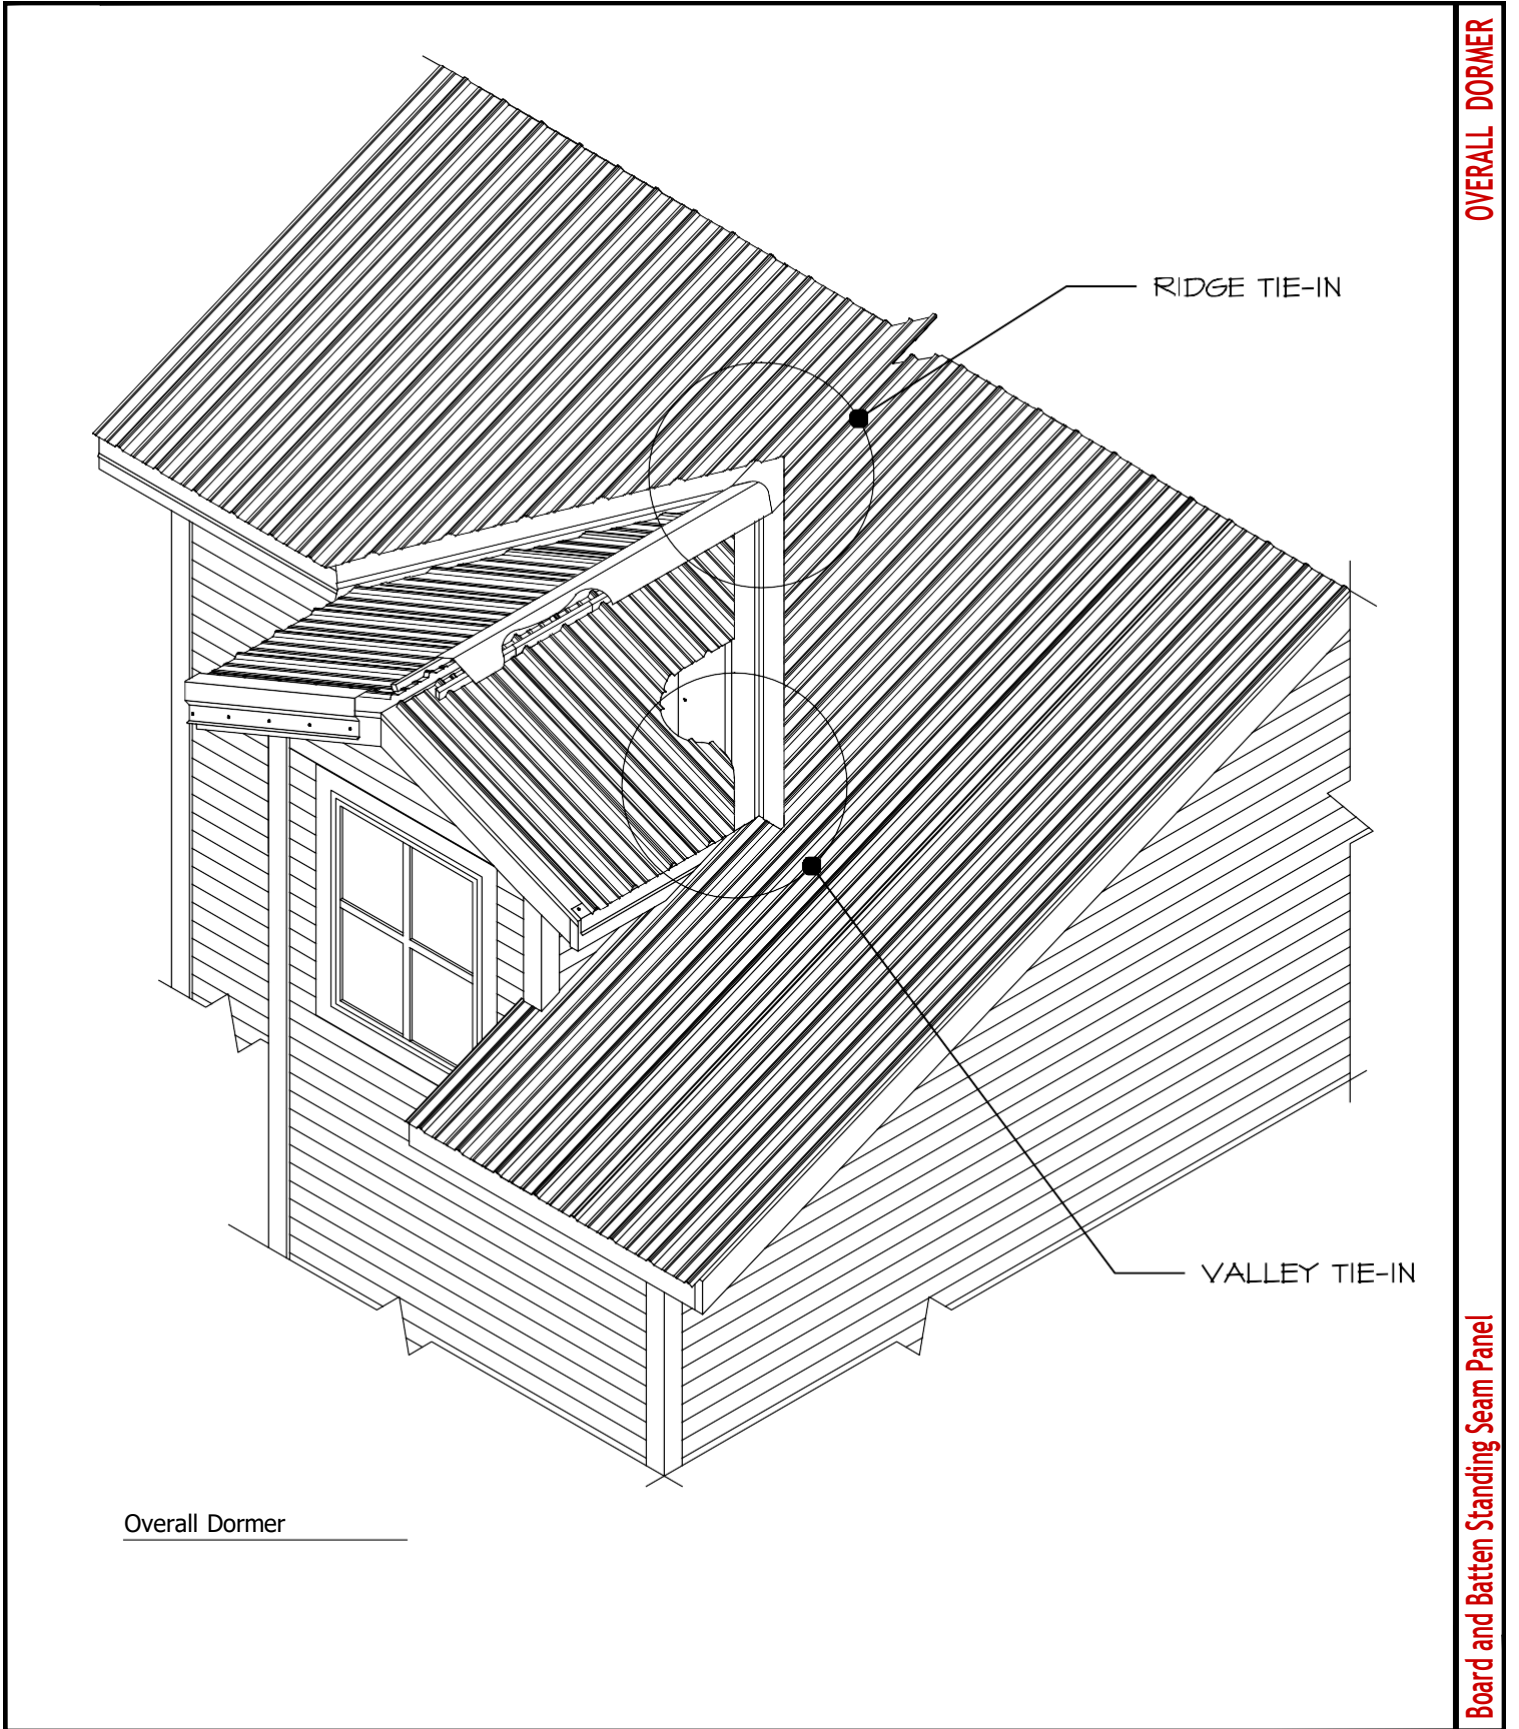 OVERALL DORMER
RIDGE TIE-IN
VALLEY TIE-IN
Board and Batten Standing Seam Panel
Overall Dormer